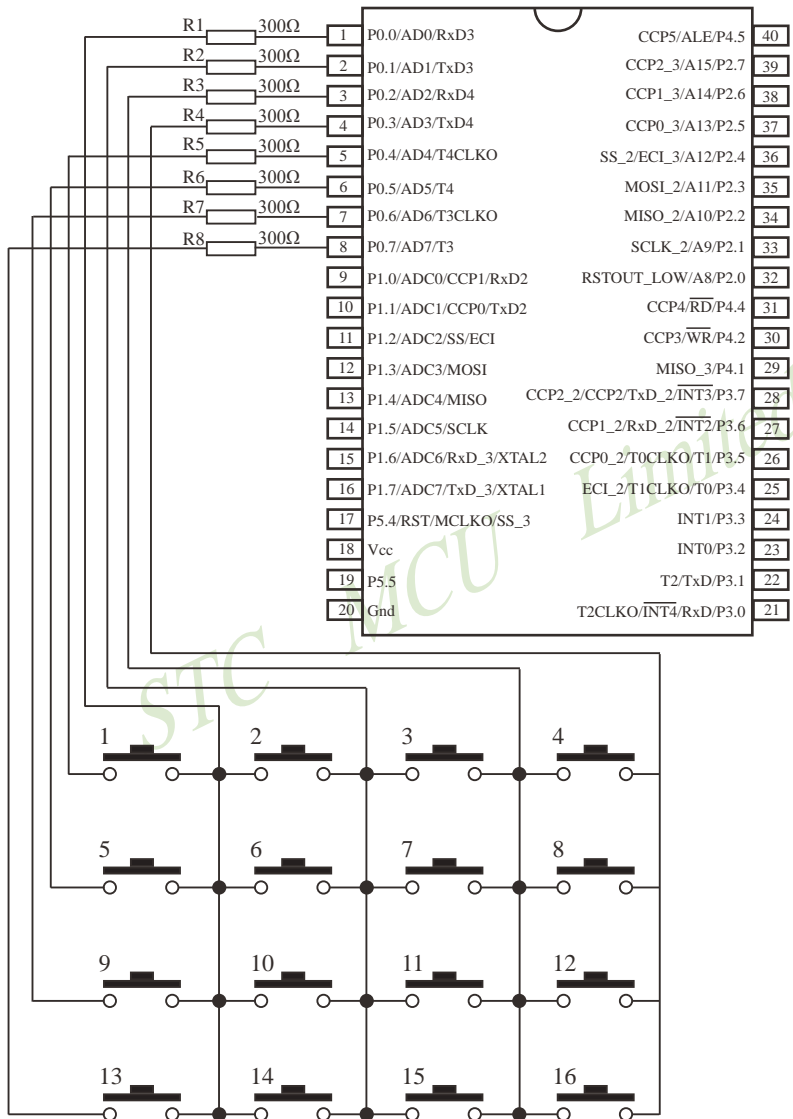 R1 300Ω 1 P0.0/AD0/RxD3 CCP5/ALE/P4.5 40
R2 300Ω 2 P0.1/AD1/TxD3 CCP2_3/A15/P2.7 39
R3 300Ω 3 P0.2/AD2/RxD4 CCP1_3/A14/P2.6 38
R4 300Ω 4 P0.3/AD3/TxD4 CCP0_3/A13/P2.5 37
R5 300Ω 5 P0.4/AD4/T4CLKO SS_2/ECI_3/A12/P2.4 36
R6 300Ω 6 P0.5/AD5/T4 MOSI_2/A11/P2.3 35
R7 300Ω 7 P0.6/AD6/T3CLKO MISO_2/A10/P2.2 34
R8 300Ω 8 P0.7/AD7/T3 SCLK_2/A9/P2.1 33
9 P1.0/ADC0/CCP1/RxD2 RSTOUT_LOW/A8/P2.0 32
10 P1.1/ADC1/CCP0/TxD2 CCP4/RD/P4.4 31
11 P1.2/ADC2/SS/ECI CCP3/WR/P4.2 30
12 P1.3/ADC3/MOSI MISO_3/P4.1 29
13 P1.4/ADC4/MISO CCP2_2/CCP2/TxD_2/INT3/P3.7 28
14 P1.5/ADC5/SCLK CCP1_2/RxD_2/INT2/P3.6 27
15 P1.6/ADC6/RxD_3/XTAL2 CCP0_2/T0CLKO/T1/P3.5 26
16 P1.7/ADC7/TxD_3/XTAL1 ECI_2/T1CLKO/T0/P3.4 25
17 P5.4/RST/MCLKO/SS_3 INT1/P3.3 24
18 Vcc INT0/P3.2 23
19 P5.5 T2/TxD/P3.1 22
20 Gnd T2CLKO/INT4/RxD/P3.0 21
STC MCU Limited
1 2 3 4
5 6 7 8
9 10 11 12
13 14 15 16